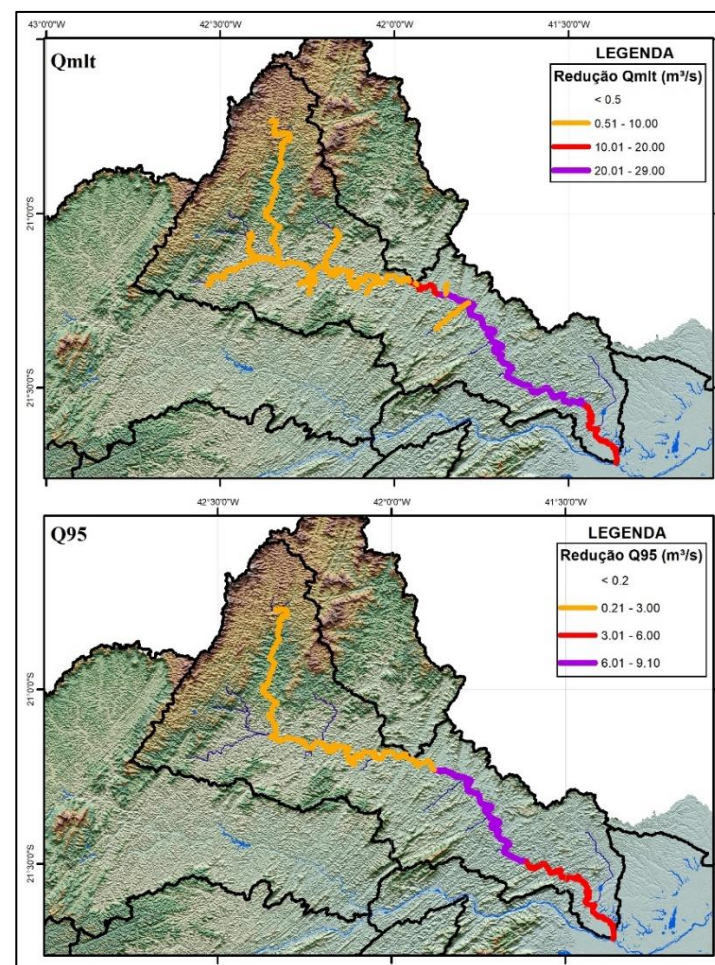 43°0'0"W
42°30'0"W
42°0'0"W
41°30'0"W
Qmlt
LEGENDA
Redução Qmlt (m³/s)
< 0.5
0.51 - 10.00
10.01 - 20.00
20.01 - 29.00
21°0'0"S
21°30'0"S
42°30'0"W
42°0'0"W
41°30'0"W
Q95
LEGENDA
Redução Q95 (m³/s)
< 0.2
0.21 - 3.00
3.01 - 6.00
6.01 - 9.10
21°0'0"S
21°30'0"S